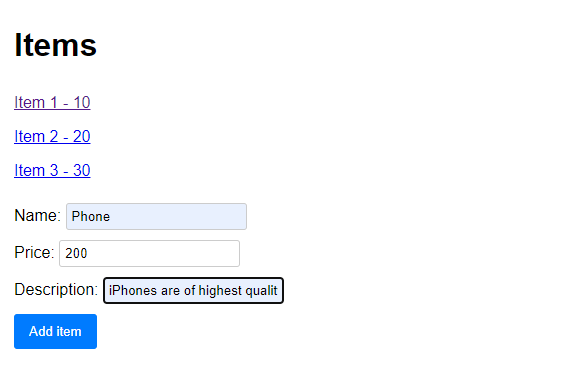 Items
Item 1 - 10
Item 2 - 20
Item 3 - 30
Name: Phone
Price: 200
Description: iPhones are of highest qualit
Add item